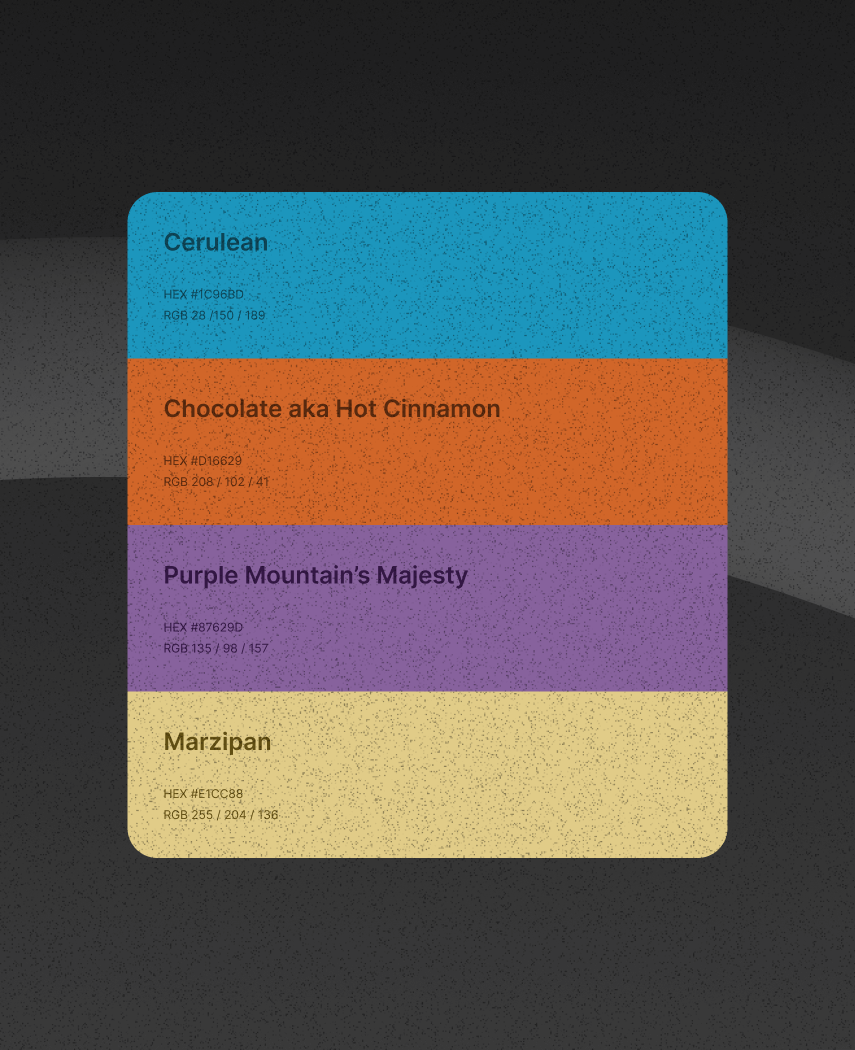 Cerulean
HEX #1C96BD
RGB 28 /150 / 189
Chocolate aka Hot Cinnamon
HEX #D16629
RGB 208 / 102 / 41
Purple Mountain’s Majesty
HEX #87629D
RGB 135 / 98 / 157
Marzipan
HEX #E1CC88
RGB 255 / 204 / 136